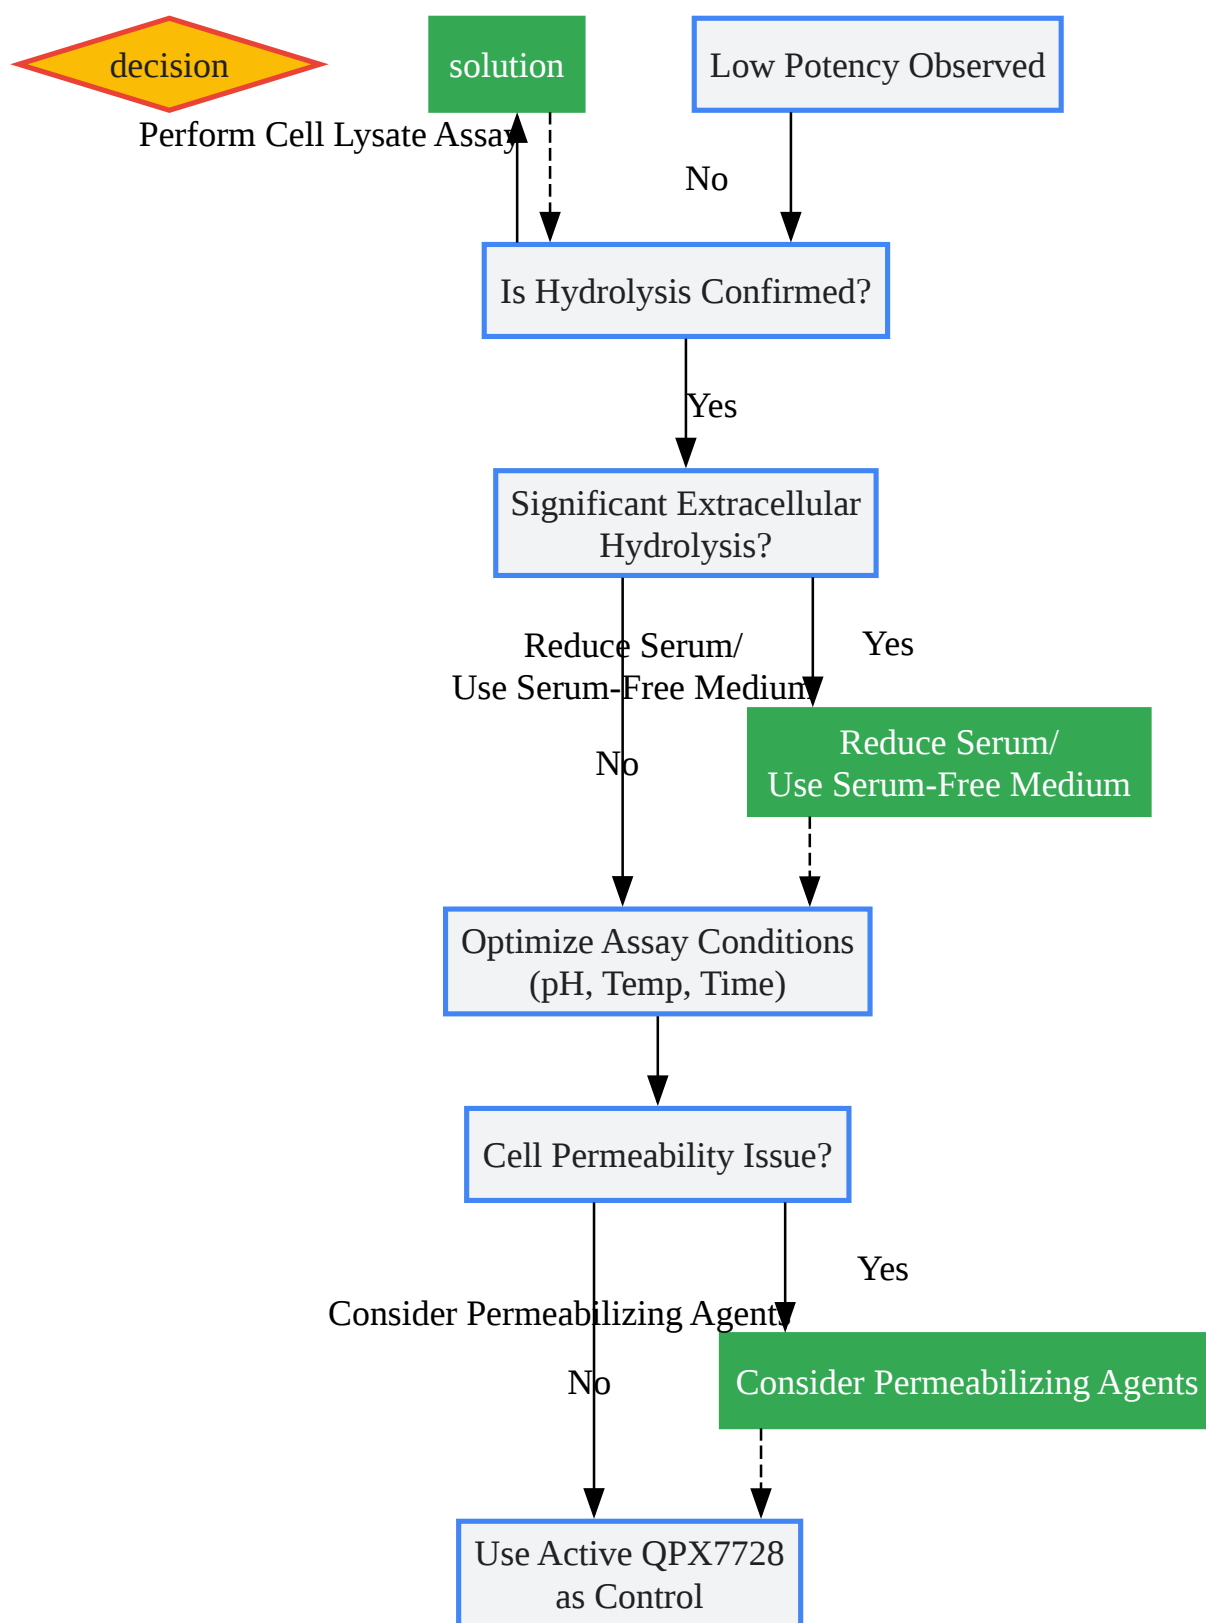 decision
solution
Low Potency Observed
Perform Cell Lysate Assay
No
Is Hydrolysis Confirmed?
Yes
Significant Extracellular
Hydrolysis?
Reduce Serum/
Use Serum-Free Medium
Yes
No
Reduce Serum/
Use Serum-Free Medium
Optimize Assay Conditions
(pH, Temp, Time)
Cell Permeability Issue?
Yes
Consider Permeabilizing Agents
No
Consider Permeabilizing Agents
Use Active QPX7728
as Control